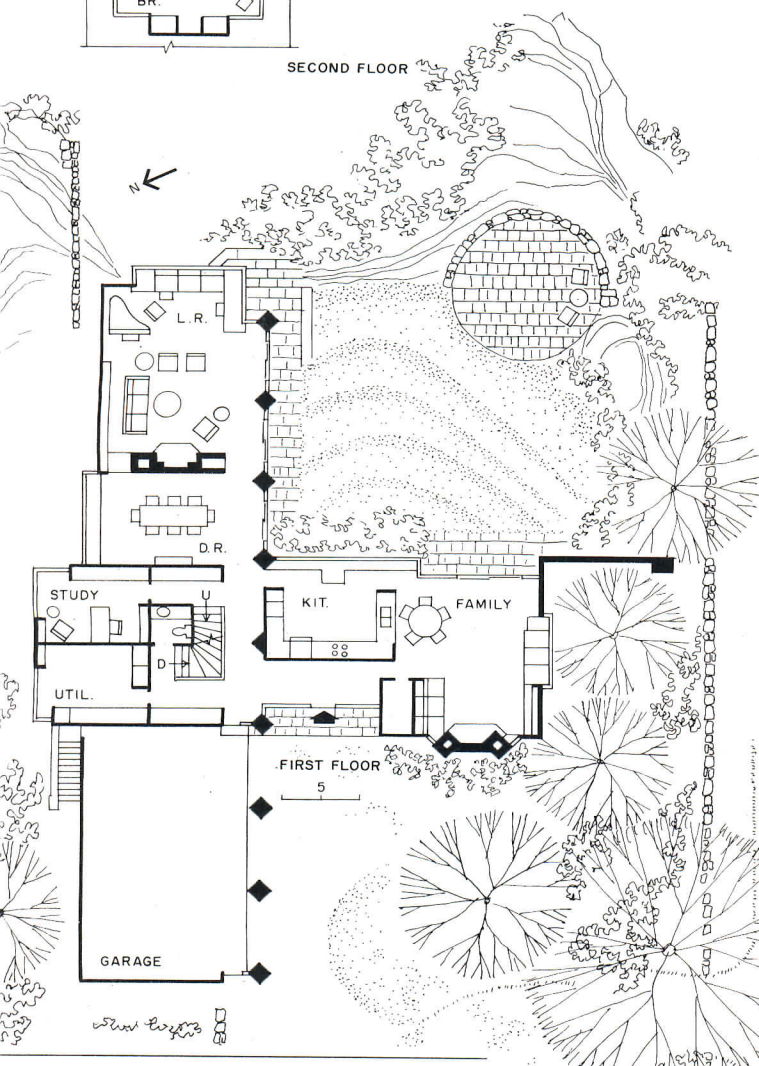 BR.
SECOND FLOOR
N
L.R.
D.R.
STUDY
U
KIT.
FAMILY
D
UTIL.
FIRST FLOOR
5
GARAGE